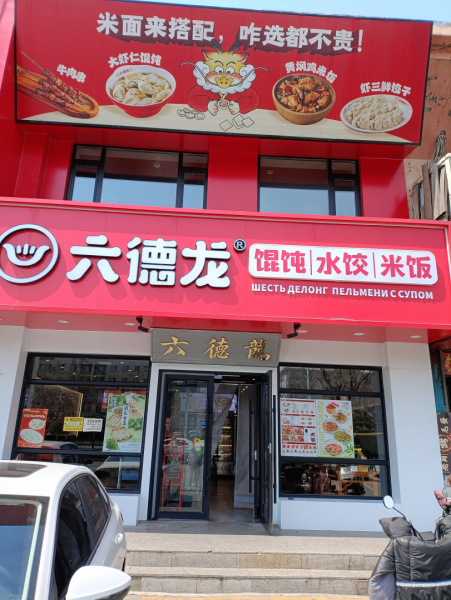 米面来搭配，咋选都不贵！
牛肉串
大虾仁馄饨
黄焖鸡米饭
虾三鲜饺子
六德龙®
馄饨|水饺|米饭
ШЕСТЬ ДЕЛОНГ ПЕЛЬМЕНИ С СУПОМ
六德龍